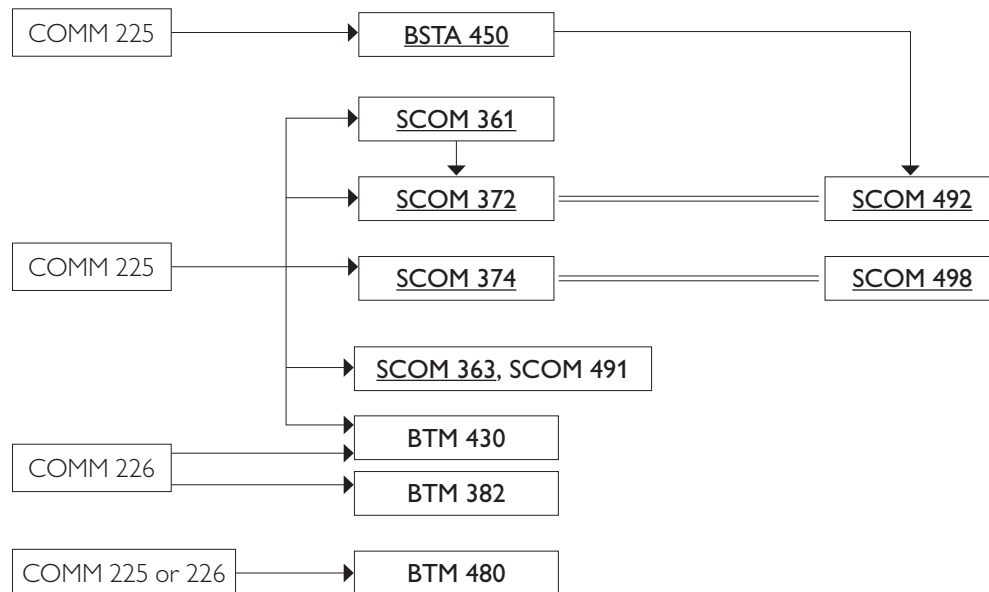 COMM 225
BSTA 450
SCOM 361
SCOM 372
SCOM 492
COMM 225
SCOM 374
SCOM 498
SCOM 363, SCOM 491
BTM 430
COMM 226
BTM 382
COMM 225 or 226
BTM 480